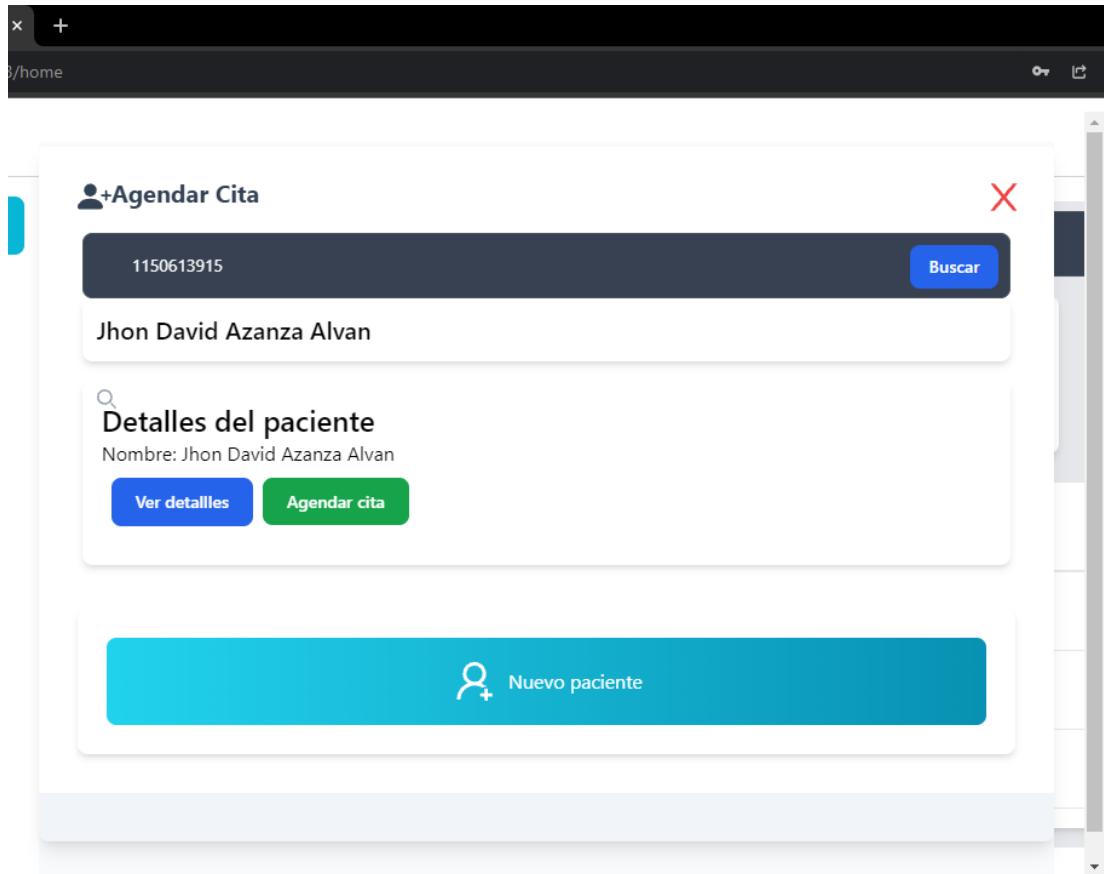 3/home
+Agendar Cita
1150613915
Buscar
Jhon David Azanza Alvan
Detalles del paciente
Nombre: Jhon David Azanza Alvan
Ver detallles
Agendar cita
Nuevo paciente